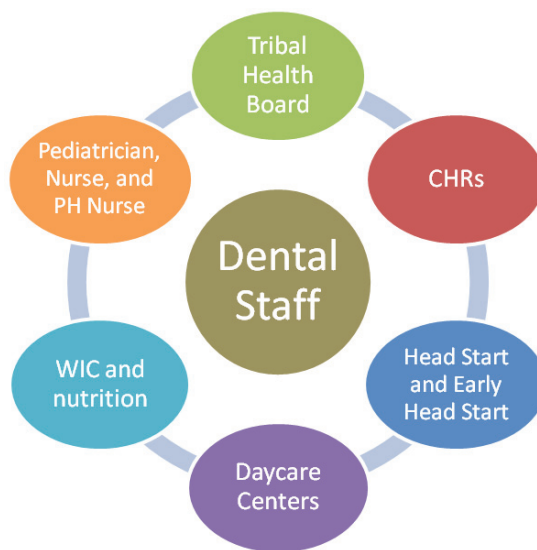 Tribal
Health
Board
CHRs
Head Start
and Early
Head Start
Daycare
Centers
WIC and
nutrition
Pediatrician,
Nurse, and
PH Nurse
Dental
Staff